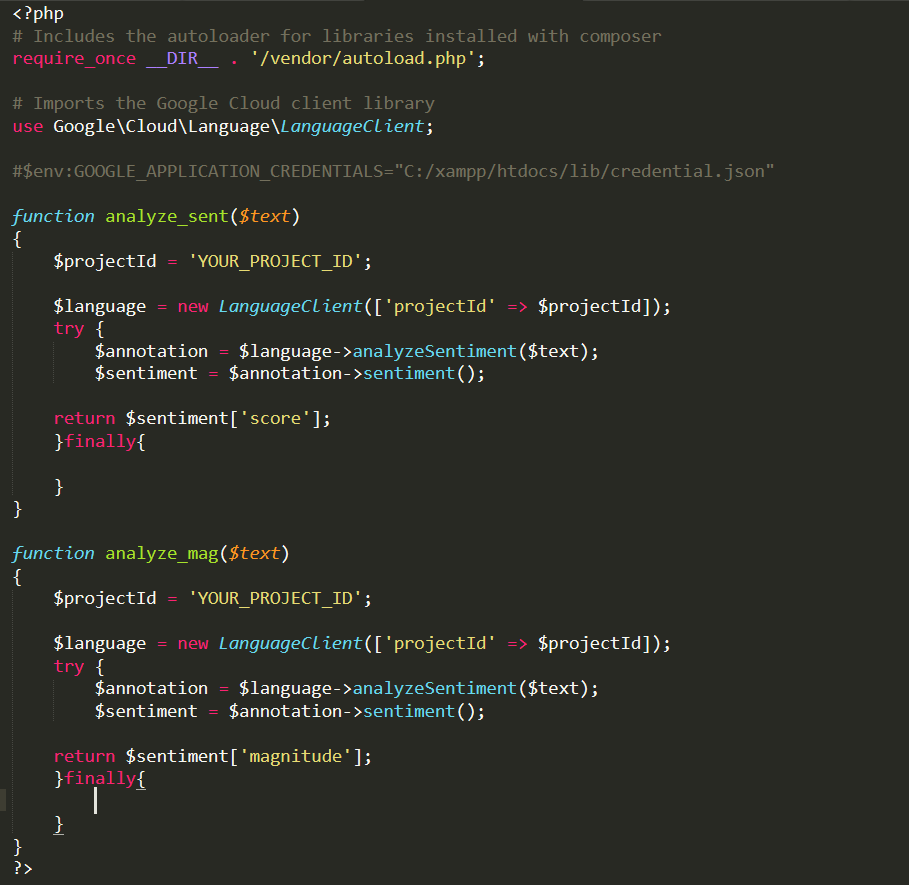 <?php
# Includes the autoloader for libraries installed with composer
require_once __DIR__ . '/vendor/autoload.php';
# Imports the Google Cloud client library
use Google\Cloud\Language\LanguageClient;
#$env:GOOGLE_APPLICATION_CREDENTIALS="C:/xampp/htdocs/lib/credential.json"
function analyze_sent($text)
{
    $projectId = 'YOUR_PROJECT_ID';
    $language = new LanguageClient(['projectId' => $projectId]);
    try {
        $annotation = $language->analyzeSentiment($text);
        $sentiment = $annotation->sentiment();
    return $sentiment['score'];
    }finally{
    }
}
function analyze_mag($text)
{
    $projectId = 'YOUR_PROJECT_ID';
    $language = new LanguageClient(['projectId' => $projectId]);
    try {
        $annotation = $language->analyzeSentiment($text);
        $sentiment = $annotation->sentiment();
    return $sentiment['magnitude'];
    }finally{
    }
}
?>